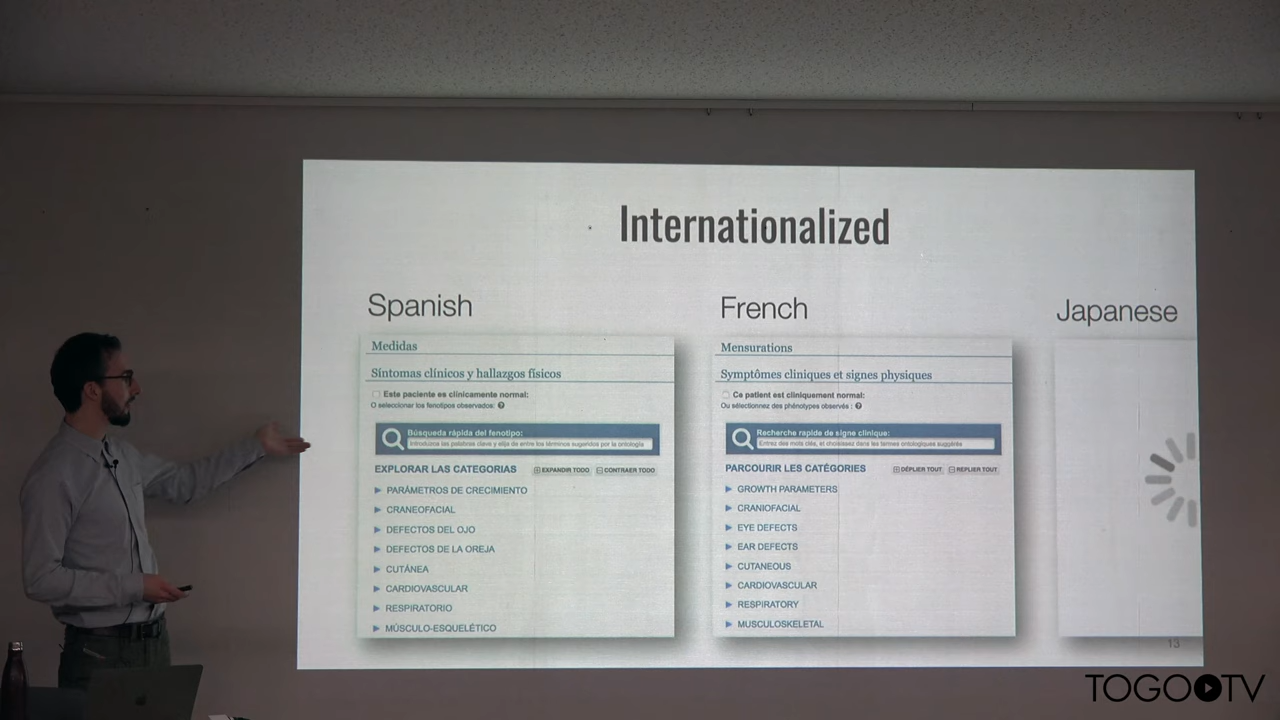 Internationalized
Spanish
Medidas
Síntomas clínicos y hallazgos físicos
Este paciente es clínicamente normal:
O seleccionar los fenotipos observados:
Búsqueda rápida del fenotipo:
Introduzca las palabras clave y elija de entre los términos sugeridos por la ontología
EXPLORAR LAS CATEGORIAS
EXPANDIR TODO CONTRAER TODO
PARÁMETROS DE CRECIMIENTO
CRANEOFACIAL
DEFECTOS DEL OJO
DEFECTOS DE LA OREJA
CUTÁNEA
CARDIOVASCULAR
RESPIRATORIO
MÚSCULO-ESQUELÉTICO
French
Mensurations
Symptômes cliniques et signes physiques
Ce patient est cliniquement normal:
Ou sélectionnez des phénotypes observés :
Recherche rapide de signe clinique:
Entrez des mots clés, et choisissez dans les termes ontologiques suggérés
PARCOURIR LES CATÉGORIES
DÉPLIER TOUT REPLIER TOUT
GROWTH PARAMETERS
CRANIOFACIAL
EYE DEFECTS
EAR DEFECTS
CUTANEOUS
CARDIOVASCULAR
RESPIRATORY
MUSCULOSKELETAL
Japanese
13
TOGOTV